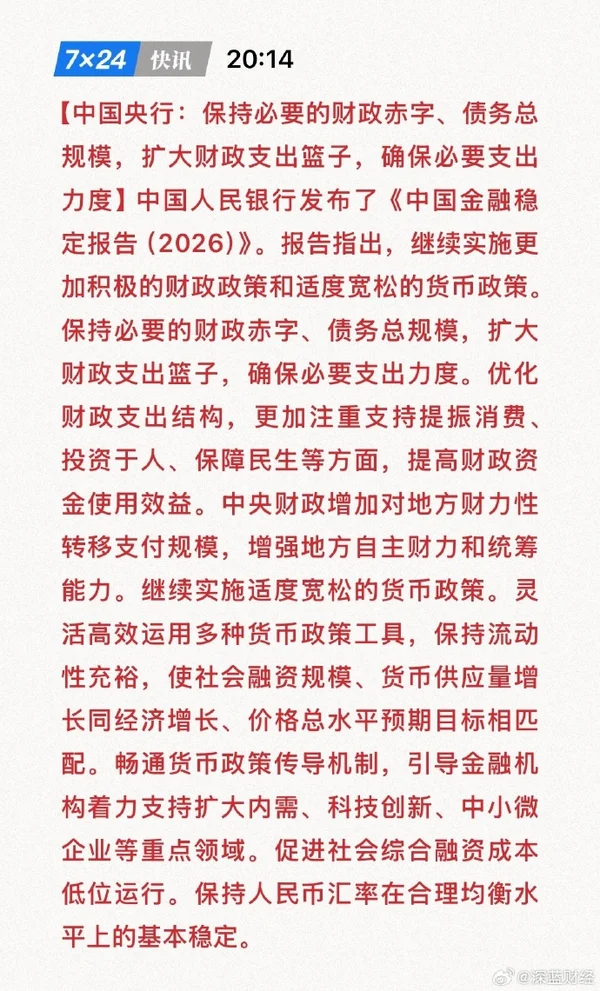 7×24 快讯 20:14
【中国央行：保持必要的财政赤字、债务总
规模，扩大财政支出篮子，确保必要支出
力度】中国人民银行发布了《中国金融稳
定报告（2026）》。报告指出，继续实施更
加积极的财政政策和适度宽松的货币政策。
保持必要的财政赤字、债务总规模，扩大
财政支出篮子，确保必要支出力度。优化
财政支出结构，更加注重支持提振消费、
投资于人、保障民生等方面，提高财政资
金使用效益。中央财政增加对地方财力性
转移支付规模，增强地方自主财力和统筹
能力。继续实施适度宽松的货币政策。灵
活高效运用多种货币政策工具，保持流动
性充裕，使社会融资规模、货币供应量增
长同经济增长、价格总水平预期目标相匹
配。畅通货币政策传导机制，引导金融机
构着力支持扩大内需、科技创新、中小微
企业等重点领域。促进社会综合融资成本
低位运行。保持人民币汇率在合理均衡水
平上的基本稳定。
@深蓝财经